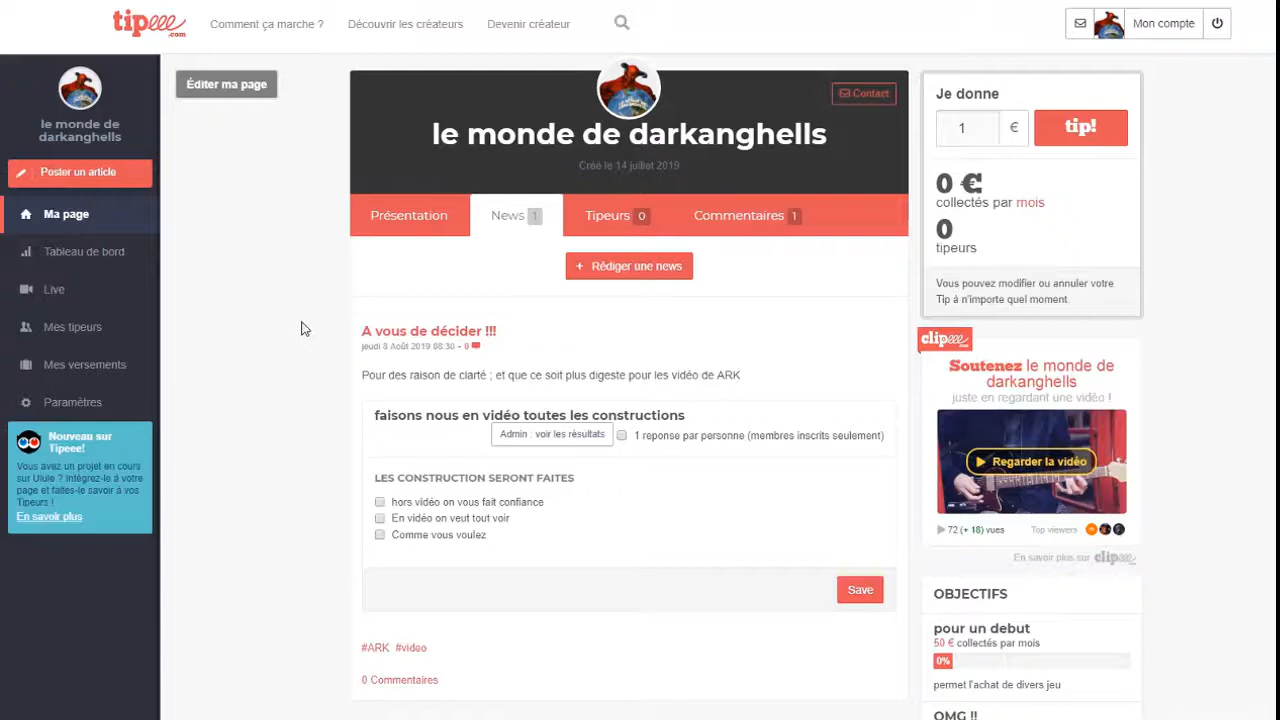 tipeee.com
Comment ça marche ?
Découvrir les créateurs
Devenir créateur
Mon compte
le monde de
darkanghells
Poster un article
Ma page
Tableau de bord
Live
Mes tipeurs
Mes versements
Paramètres
Nouveau sur
Tipeee!
Vous avez un projet en cours
sur Ulule ? Intégrez-le à votre
page et faites-le savoir à vos
Tipeurs !
En savoir plus
Éditer ma page
Contact
le monde de darkanghells
Créé le 14 juillet 2019
Présentation
News 1
Tipeurs 0
Commentaires 1
+ Rédiger une news
A vous de décider !!!
jeudi 8 Août 2019 08:30 - 0
Pour des raison de clarté ; et que ce soit plus digeste pour les vidéo de ARK
faisons nous en vidéo toutes les constructions
Admin : voir les résultats
1 reponse par personne (membres inscrits seulement)
LES CONSTRUCTION SERONT FAITES
hors vidéo on vous fait confiance
En vidéo on veut tout voir
Comme vous voulez
Save
#ARK #video
0 Commentaires
Je donne
1 €
tip!
0 €
collectés par mois
0
tipeurs
Vous pouvez modifier ou annuler votre
Tip à n'importe quel moment.
clipeee.com
Soutenez le monde de
darkanghells
juste en regardant une vidéo !
Regarder la vidéo
72 (+ 18) vues
Top viewers
En savoir plus sur clipeee
OBJECTIFS
pour un debut
50 € collectés par mois
0%
permet l'achat de divers jeu
OMG !!